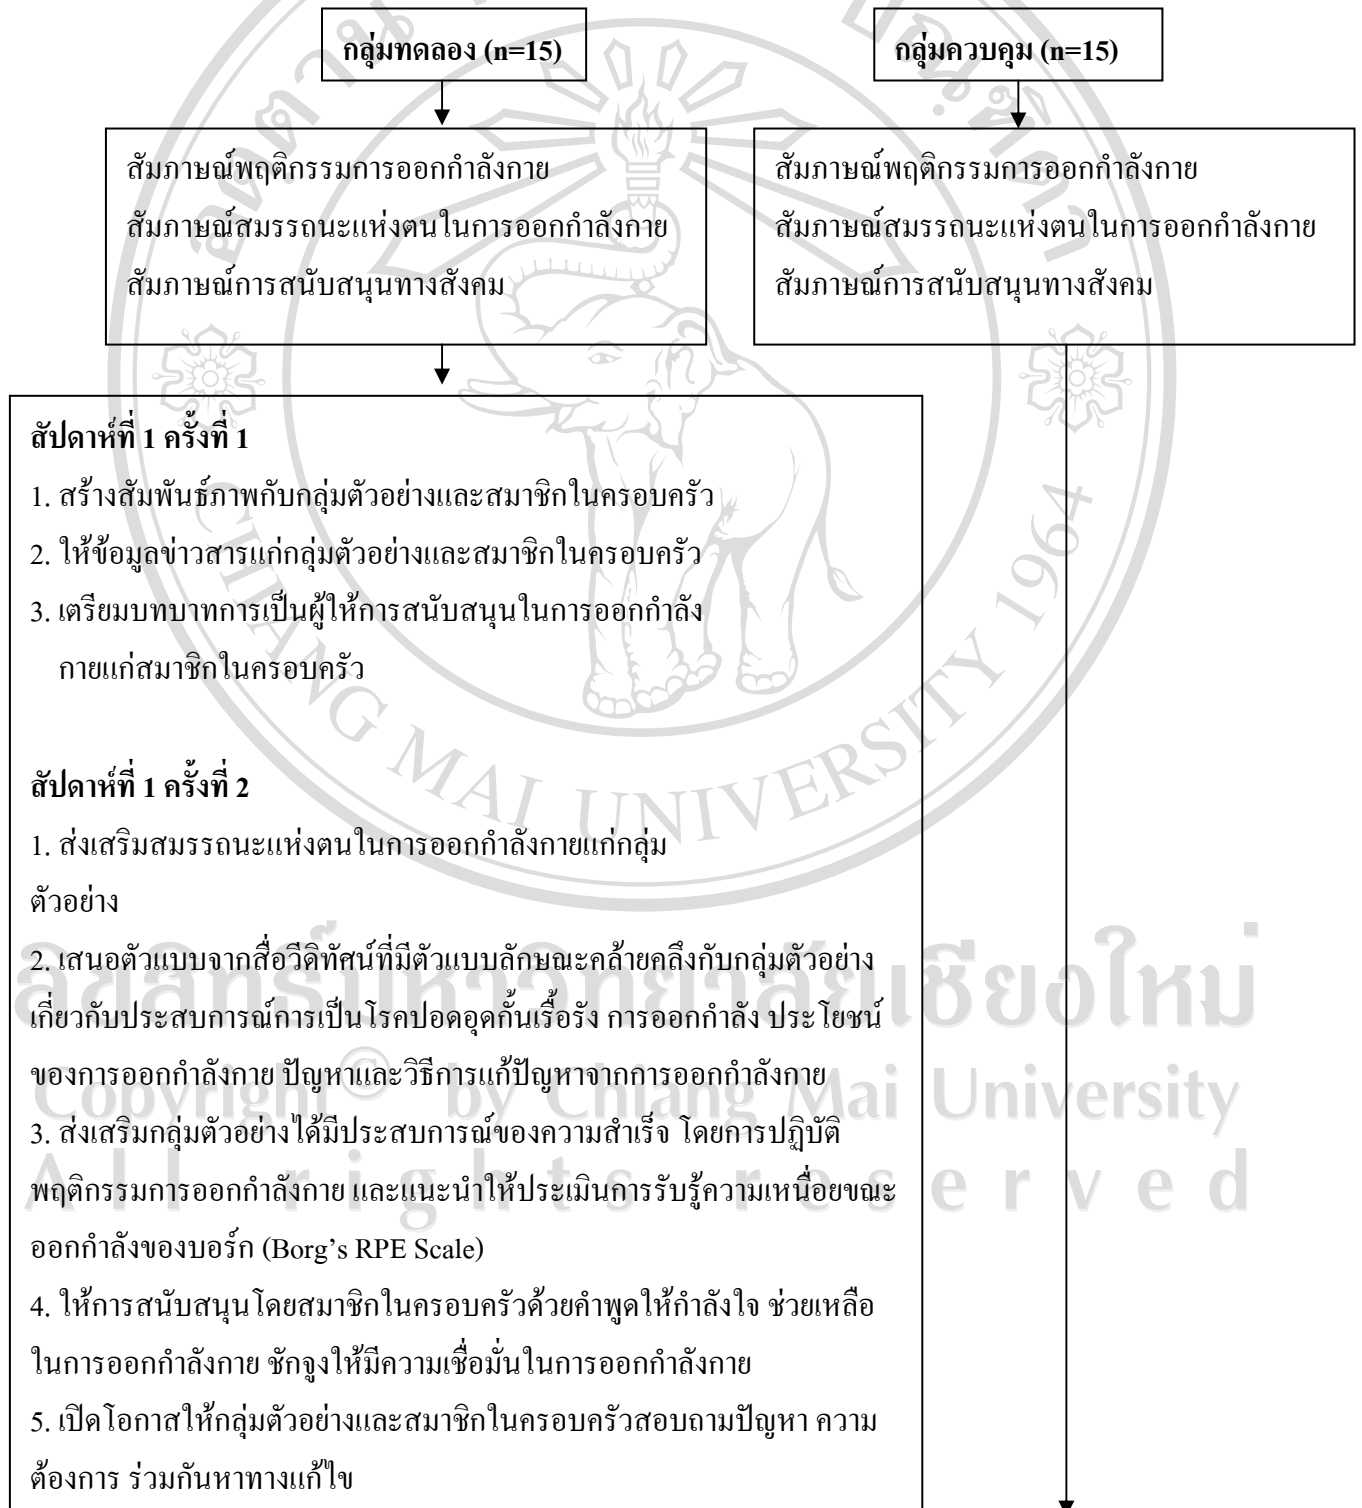 กลุ่มทดลอง (n=15)
กลุ่มควบคุม (n=15)
สัมภาษณ์พฤติกรรมการออกกำลังกาย
สัมภาษณ์สมรรถนะแห่งตนในการออกกำลังกาย
สัมภาษณ์การสนับสนุนทางสังคม
สัมภาษณ์พฤติกรรมการออกกำลังกาย
สัมภาษณ์สมรรถนะแห่งตนในการออกกำลังกาย
สัมภาษณ์การสนับสนุนทางสังคม
สัปดาห์ที่ 1 ครั้งที่ 1
1. สร้างสัมพันธ์ภาพกับกลุ่มตัวอย่างและสมาชิกในครอบครัว
2. ให้ข้อมูลข่าวสารแก่กลุ่มตัวอย่างและสมาชิกในครอบครัว
3. เตรียมบทบาทการเป็นผู้ให้การสนับสนุนในการออกกำลัง
กายแก่สมาชิกในครอบครัว
สัปดาห์ที่ 1 ครั้งที่ 2
1. ส่งเสริมสมรรถนะแห่งตนในการออกกำลังกายแก่กลุ่ม
ตัวอย่าง
2. เสนอตัวแบบจากสื่อวีดิทัศน์ที่มีตัวแบบลักษณะคล้ายคลึงกับกลุ่มตัวอย่าง
เกี่ยวกับประสบการณ์การเป็นโรคปอดอุดกั้นเรื้อรัง การออกกำลัง ประโยชน์
ของการออกกำลังกาย ปัญหาและวิธีการแก้ปัญหาจากการออกกำลังกาย
3. ส่งเสริมกลุ่มตัวอย่างได้มีประสบการณ์ของความสำเร็จ โดยการปฏิบัติ
พฤติกรรมการออกกำลังกาย และแนะนำให้ประเมินการรับรู้ความเหนื่อยขณะ
ออกกำลังของบอร์ก (Borg’s RPE Scale)
4. ให้การสนับสนุนโดยสมาชิกในครอบครัวด้วยคำพูดให้กำลังใจ ช่วยเหลือ
ในการออกกำลังกาย ชักจูงให้มีความเชื่อมั่นในการออกกำลังกาย
5. เปิดโอกาสให้กลุ่มตัวอย่างและสมาชิกในครอบครัวสอบถามปัญหา ความ
ต้องการ ร่วมกันหาทางแก้ไข
CHIANG MAI UNIVERSITY 1964
ลิขสิทธิ์มหาวิทยาลัยเชียงใหม่
Copyright © by Chiang Mai University
All rights reserved